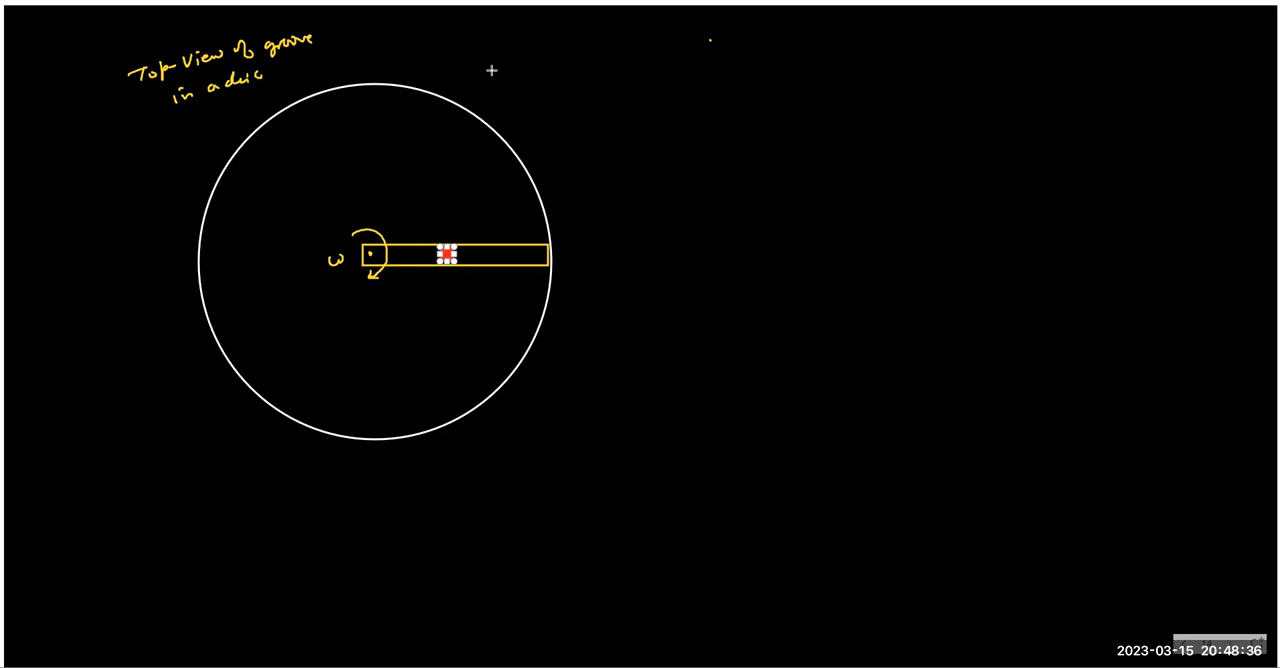 Top-View of groove
in a disc
ω
2023-03-15 20:48:36